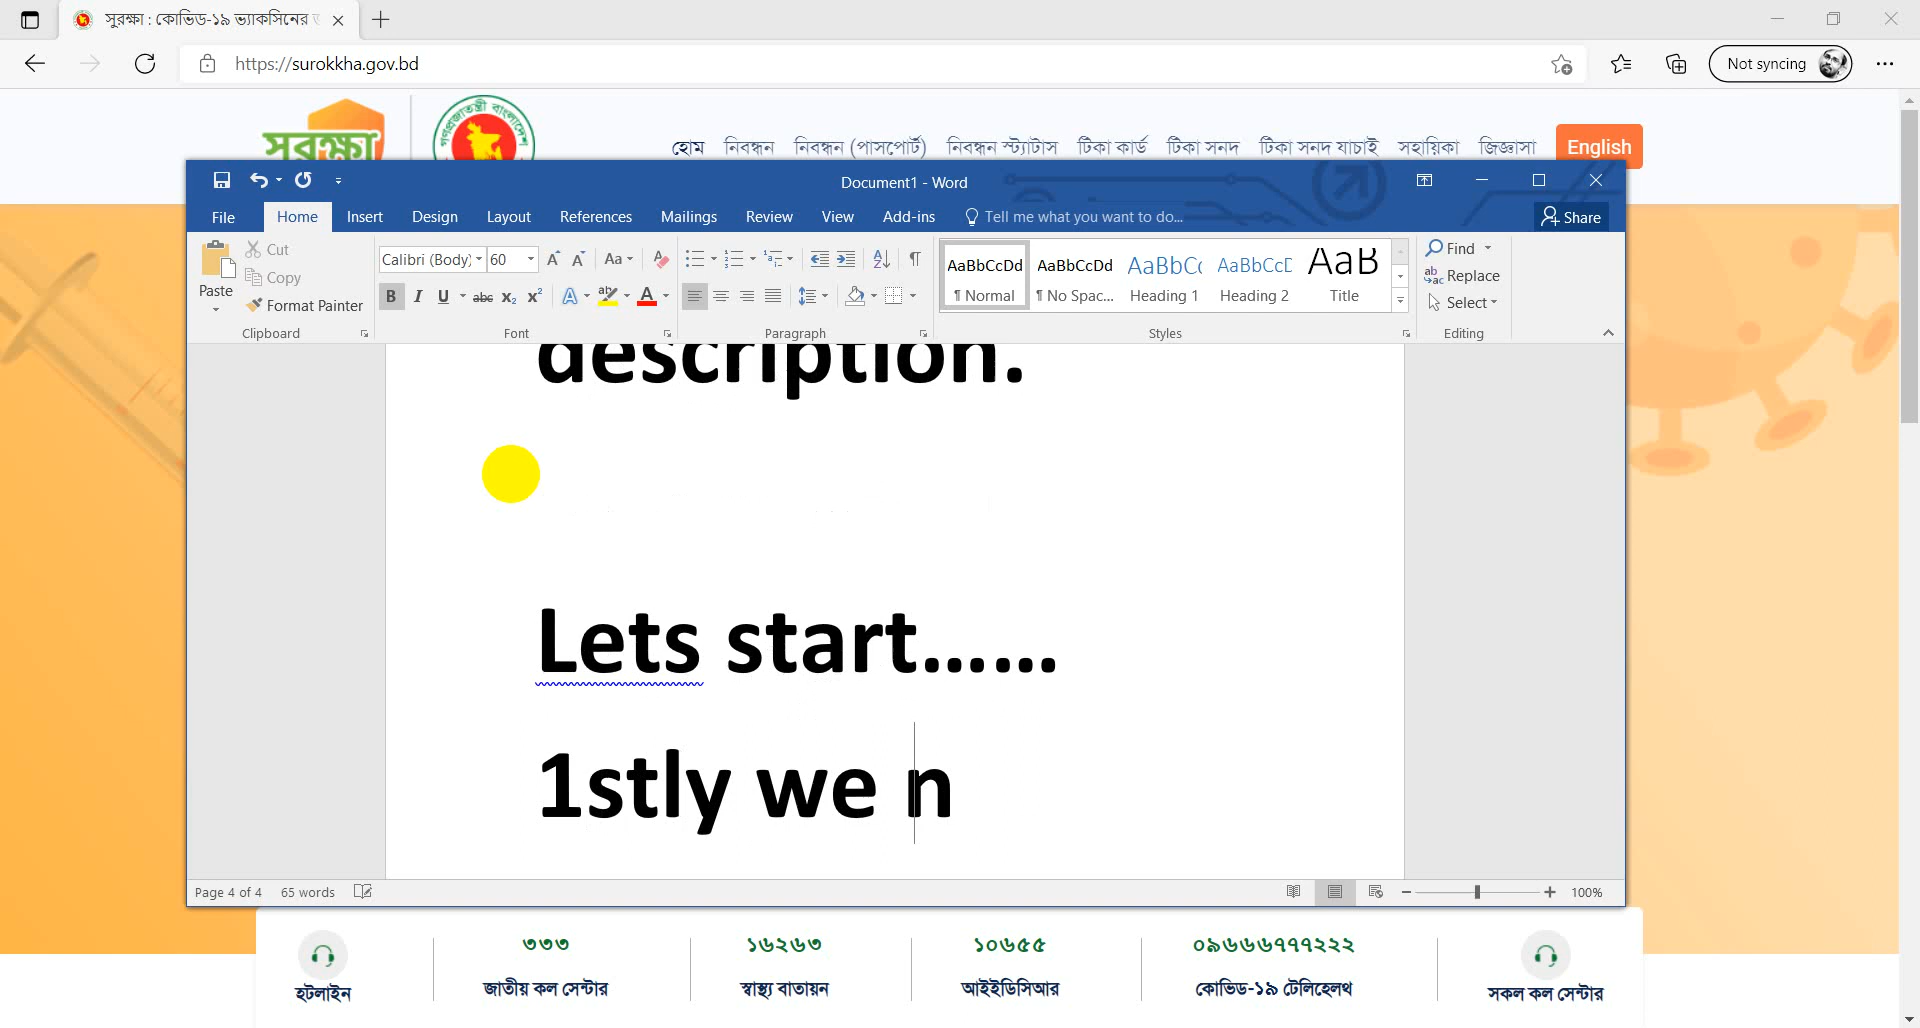 সুরক্ষা : কোভিড-১৯ ভ্যাকসিনের
https://surokkha.gov.bd
Not syncing
সুরক্ষা
গণপ্রজাতন্ত্রী বাংলাদেশ
হোম নিবন্ধন নিবন্ধন (পাসপোর্ট) নিবন্ধন স্ট্যাটাস টিকা কার্ড টিকা সনদ টিকা সনদ যাচাই সহায়িকা জিজ্ঞাসা English
Document1 - Word
File Home Insert Design Layout References Mailings Review View Add-ins Tell me what you want to do... Share
Paste
Cut
Copy
Format Painter
Clipboard
Calibri (Body) 60
Font
Paragraph
AaBbCcDd AaBbCcDd AaBbCc AaBbCcD AaB
¶ Normal ¶ No Spac... Heading 1 Heading 2 Title
Styles
Find
Replace
Select
Editing
description.
Lets start......
1stly we n
Page 4 of 4 65 words 100%
হটলাইন
৩৩৩
জাতীয় কল সেন্টার
১৬২৬৩
স্বাস্থ্য বাতায়ন
১০৬৫৫
আইইডিসিআর
০৯৬৬৬৭৭৭২২২
কোভিড-১৯ টেলিহেলথ
সকল কল সেন্টার